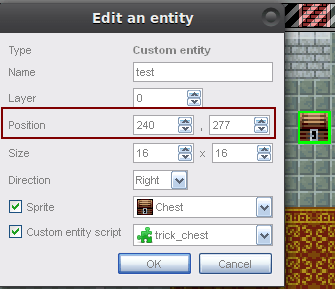 Edit an entity
Type Custom entity
Name test
Layer 0
Position 240 , 277
Size 16 x 16
Direction Right
Sprite Chest
Custom entity script trick_chest
OK Cancel